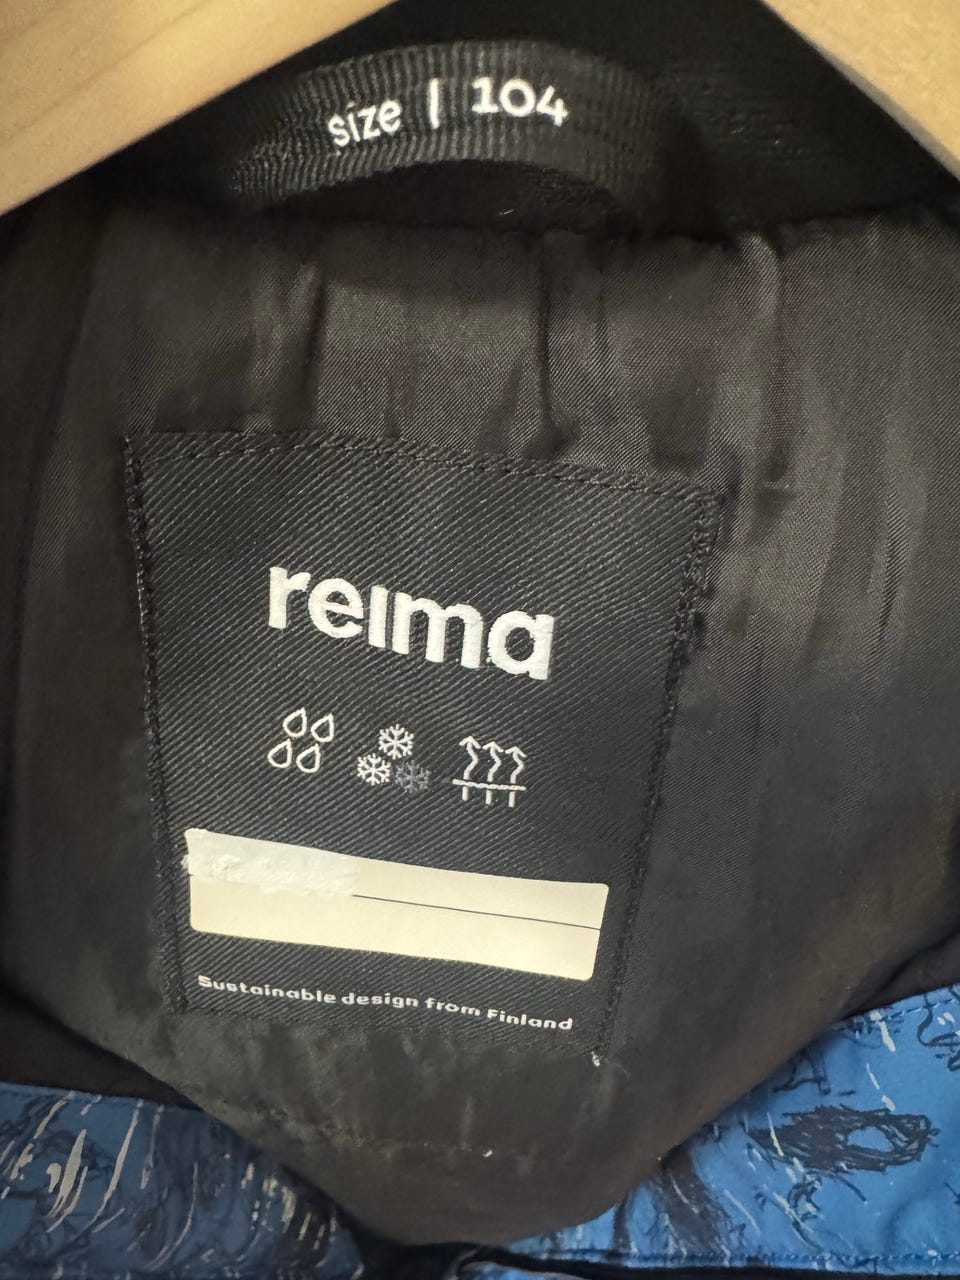 size | 104
reima
Sustainable design from Finland